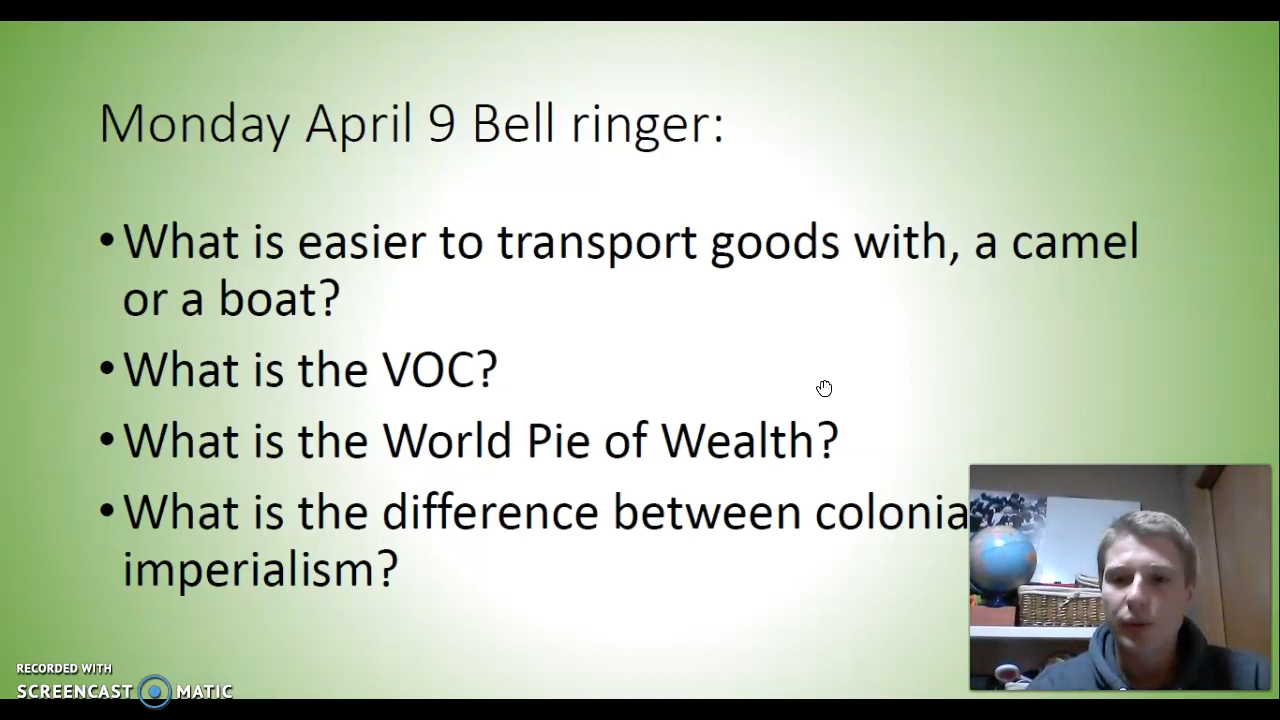 Monday April 9 Bell ringer:
• What is easier to transport goods with, a camel
or a boat?
• What is the VOC?
• What is the World Pie of Wealth?
• What is the difference between colonia
imperialism?
RECORDED WITH
SCREENCAST MATIC